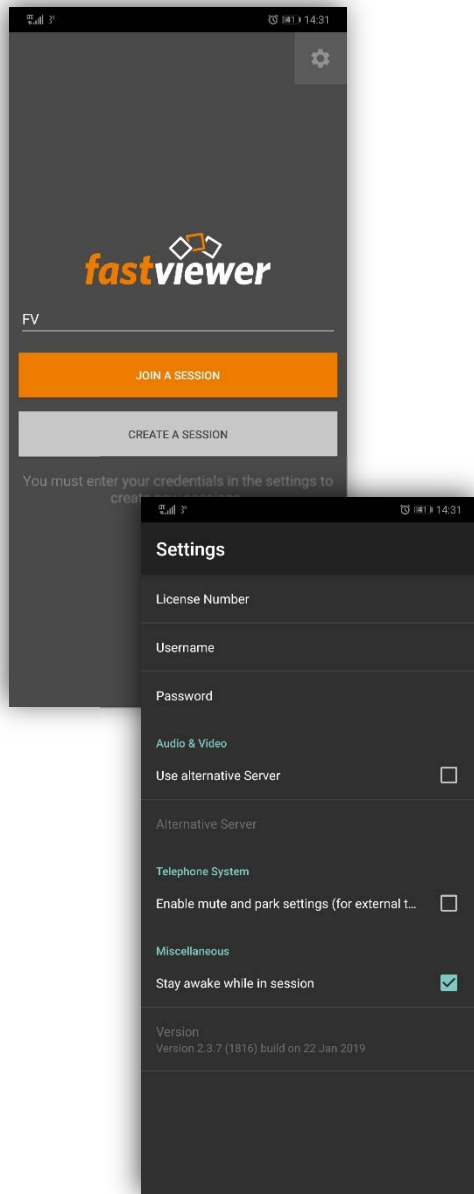 14:31
fastviewer
FV
JOIN A SESSION
CREATE A SESSION
You must enter your credentials in the settings to
14:31
Settings
License Number
Username
Password
Audio & Video
Use alternative Server
Alternative Server
Telephone System
Enable mute and park settings (for external t...
Miscellaneous
Stay awake while in session
Version
Version 2.3.7 (1816) build on 22 Jan 2019